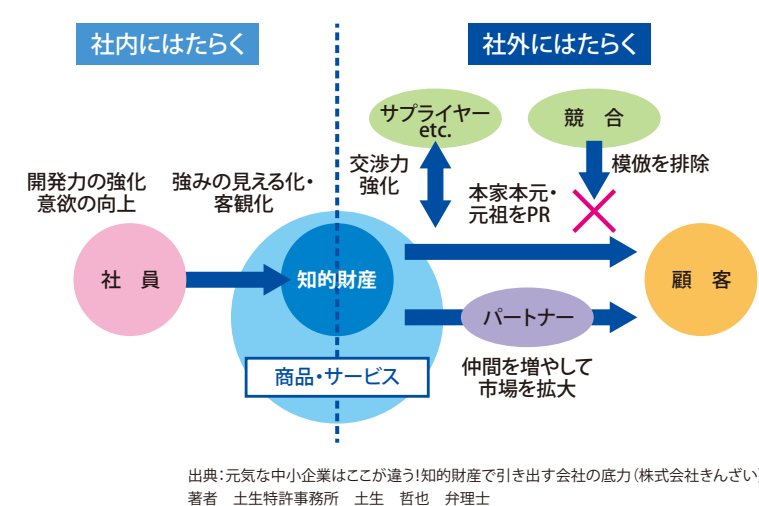 社内にはたらく
社外にはたらく
サプライヤー
etc.
競　合
交渉力
強化
模倣を排除
開発力の強化
意欲の向上
強みの見える化・
客観化
本家本元・
元祖をPR
社　員
知的財産
顧　客
パートナー
商品・サービス
仲間を増やして
市場を拡大
出典：元気な中小企業はここが違う！知的財産で引き出す会社の底力（株式会社きんざい）
著者　土生特許事務所　土生　哲也　弁理士